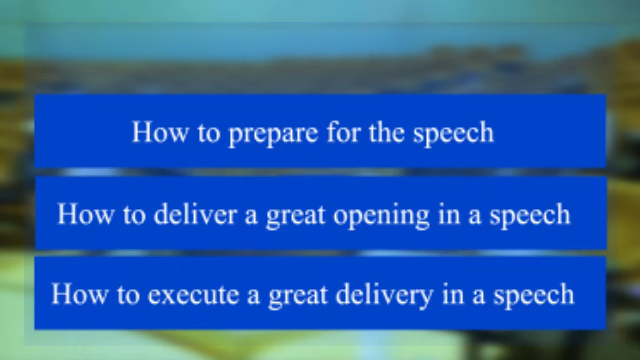 How to prepare for the speech
How to deliver a great opening in a speech
How to execute a great delivery in a speech